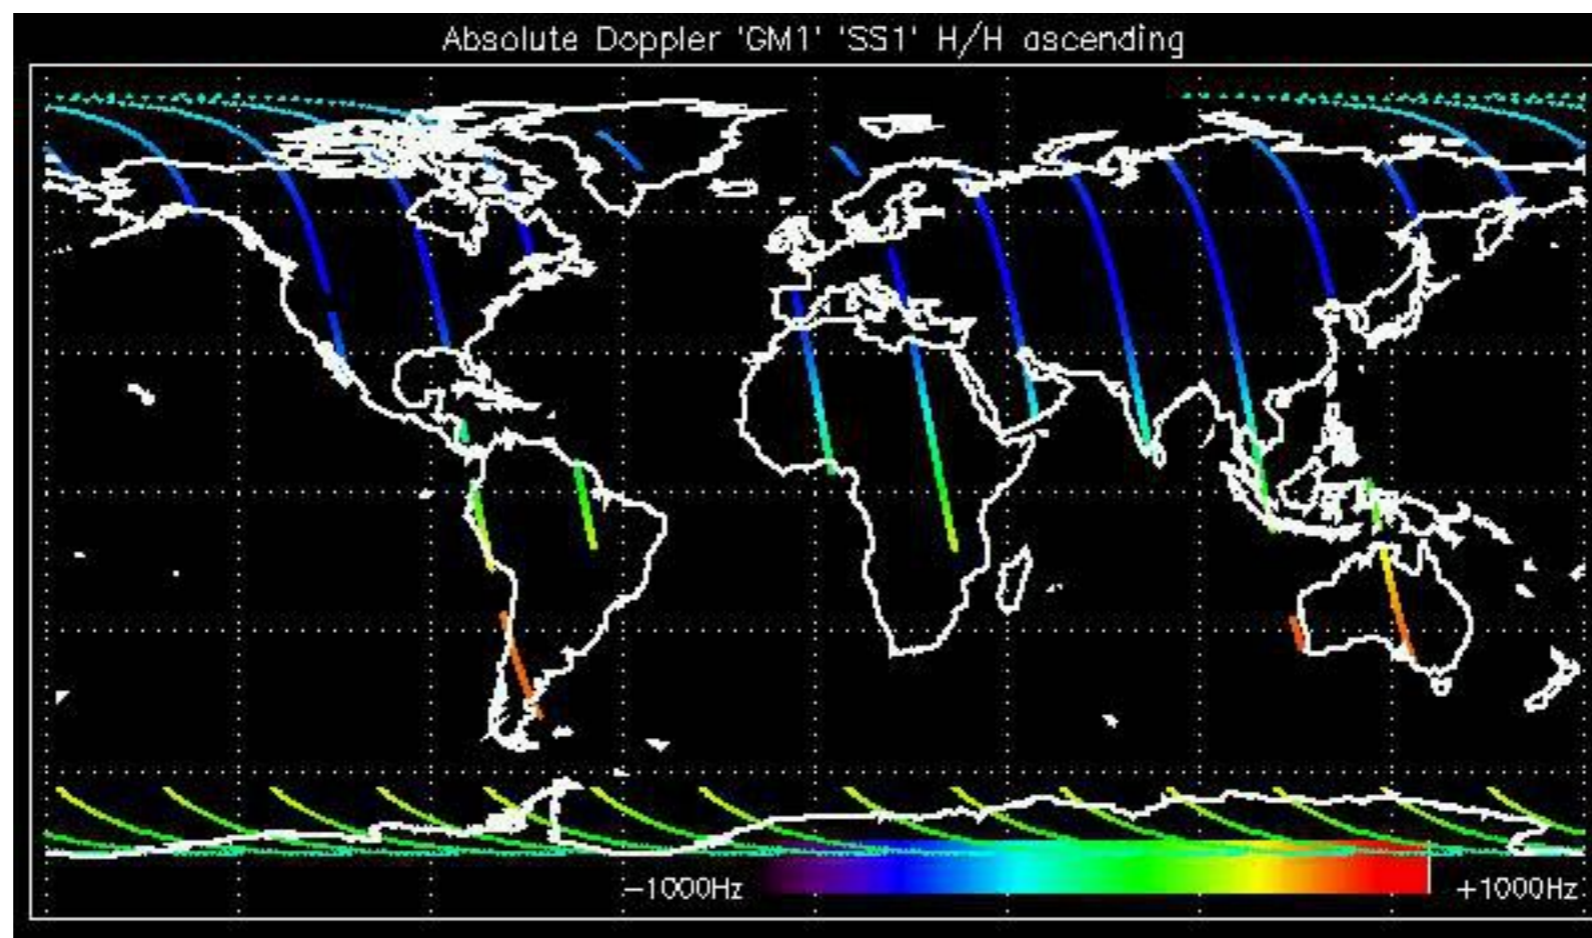 Absolute Doppler 'GM1' 'SS1' H/H ascending
−1000Hz
+1000Hz